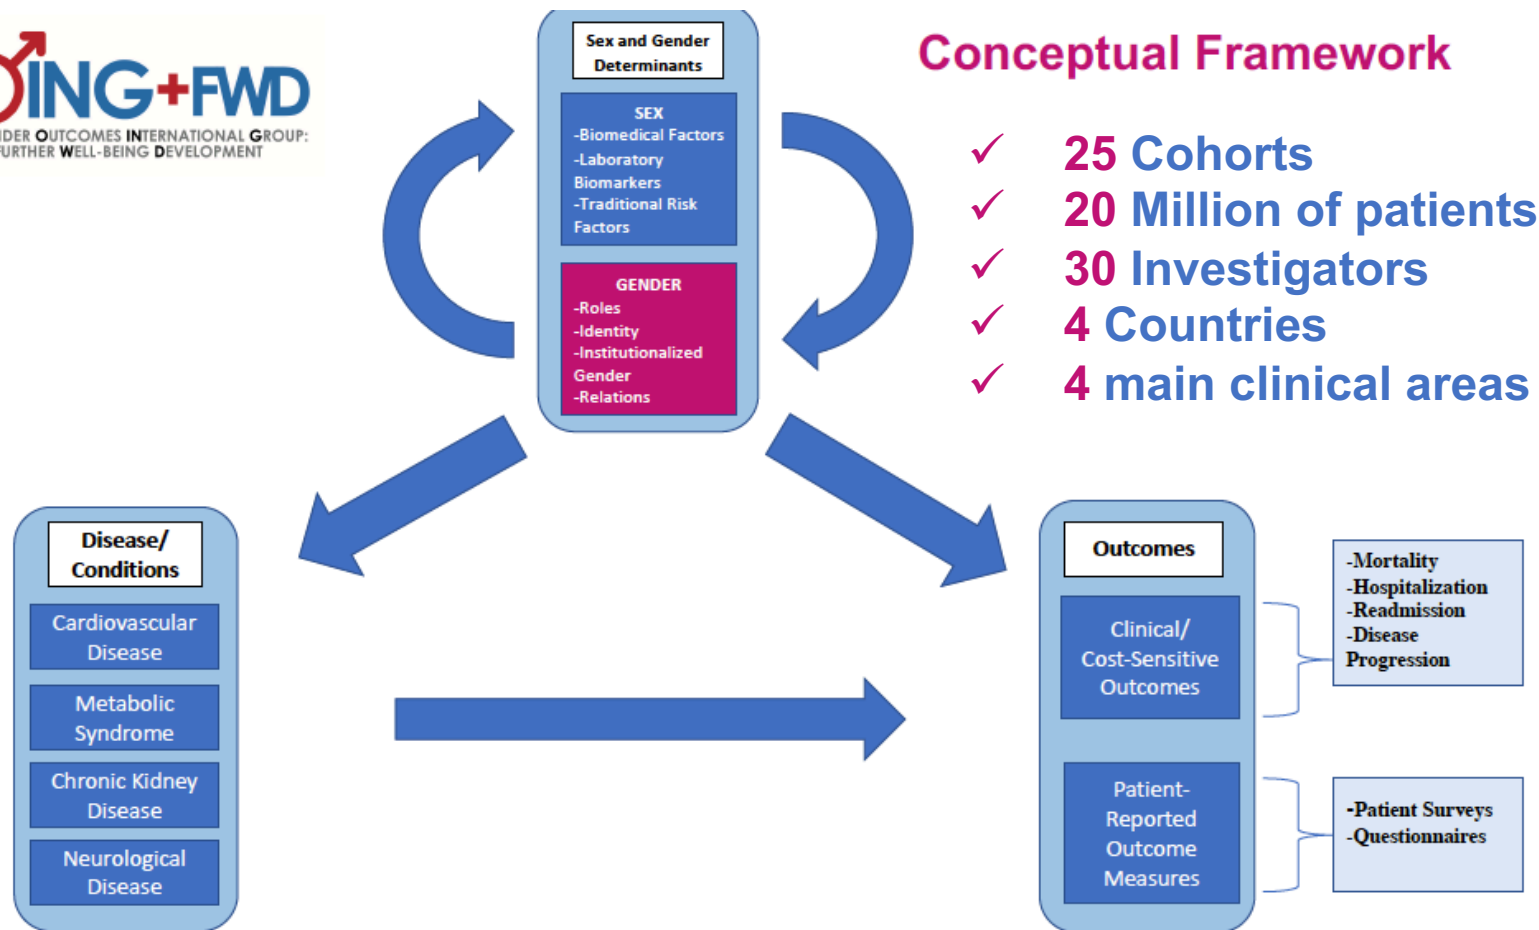 ING+FWD
NDER OUTCOMES INTERNATIONAL GROUP:
FURTHER WELL-BEING DEVELOPMENT
Conceptual Framework
✓ 25 Cohorts
✓ 20 Million of patients
✓ 30 Investigators
✓ 4 Countries
✓ 4 main clinical areas
Sex and Gender
Determinants
SEX
-Biomedical Factors
-Laboratory
Biomarkers
-Traditional Risk
Factors
GENDER
-Roles
-Identity
-Institutionalized
Gender
-Relations
Disease/
Conditions
Cardiovascular
Disease
Metabolic
Syndrome
Chronic Kidney
Disease
Neurological
Disease
Outcomes
Clinical/
Cost-Sensitive
Outcomes
Patient-
Reported
Outcome
Measures
-Mortality
-Hospitalization
-Readmission
-Disease
Progression
-Patient Surveys
-Questionnaires